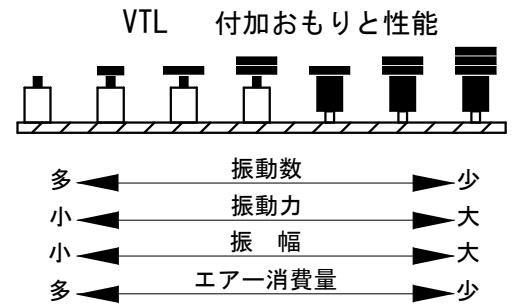 VTL 付加おもりと性能
多 振動数 少
小 振動力 大
小 振 幅 大
多 エアー消費量 少